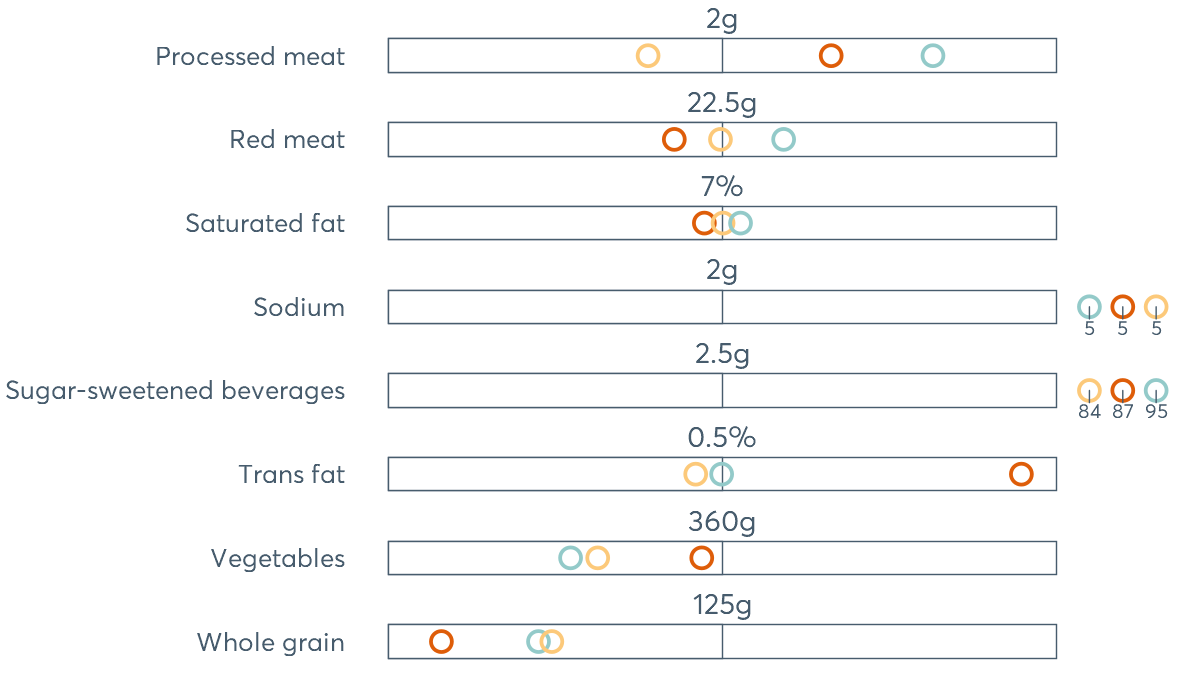 2g
Processed meat
22.5g
Red meat
7%
Saturated fat
2g
Sodium
5 5 5
2.5g
Sugar-sweetened beverages
84 87 95
0.5%
Trans fat
360g
Vegetables
125g
Whole grain